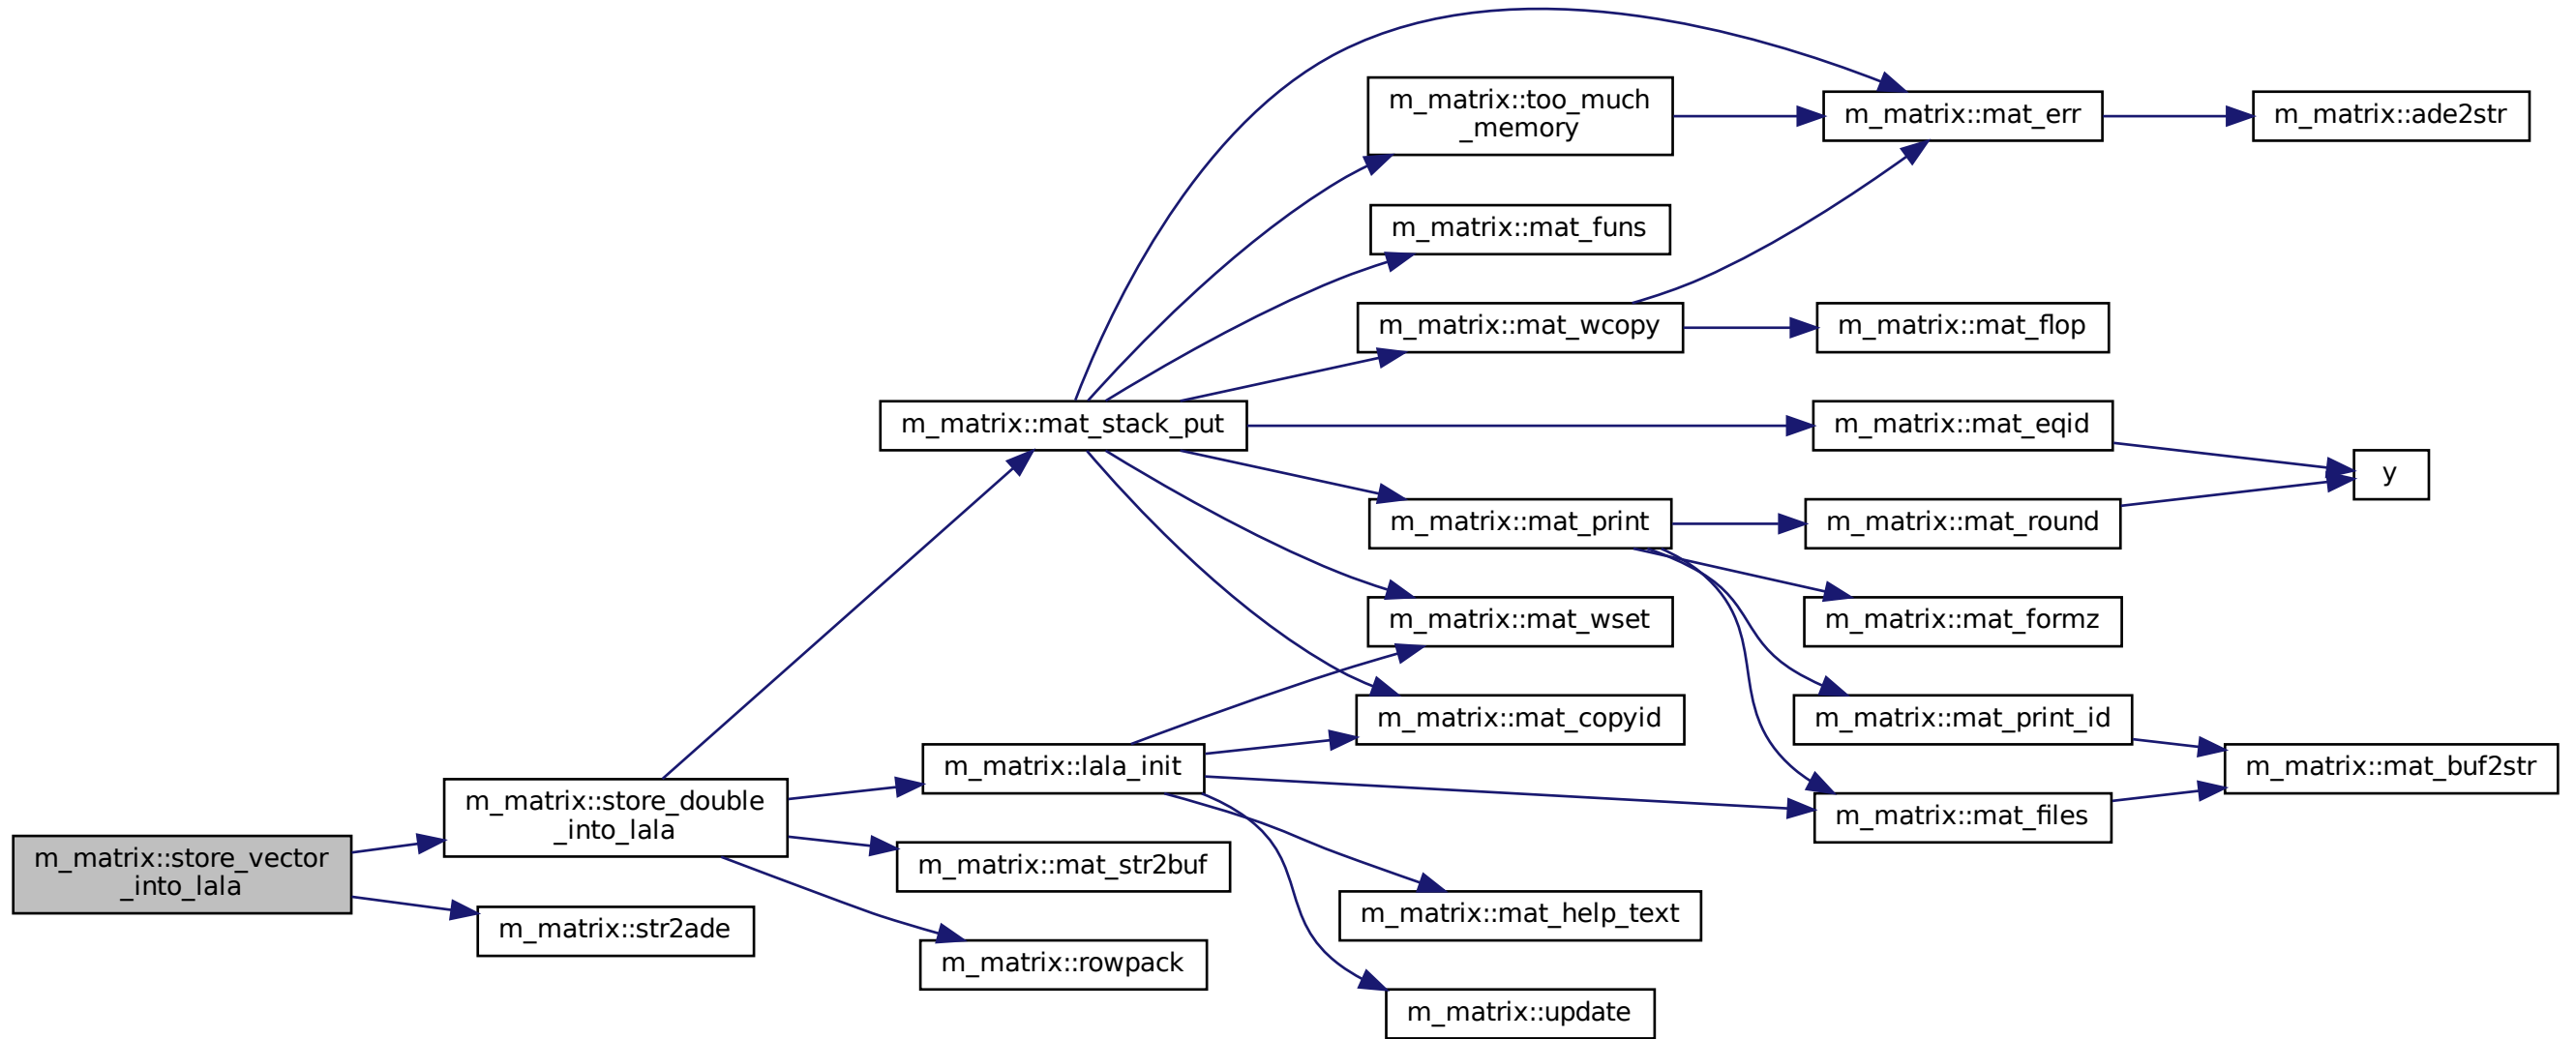 m_matrix::store_vector
_into_lala
m_matrix::store_double
_into_lala
m_matrix::str2ade
m_matrix::mat_stack_put
m_matrix::lala_init
m_matrix::mat_str2buf
m_matrix::rowpack
m_matrix::too_much
_memory
m_matrix::mat_funs
m_matrix::mat_wcopy
m_matrix::mat_print
m_matrix::mat_wset
m_matrix::mat_copyid
m_matrix::mat_help_text
m_matrix::update
m_matrix::mat_err
m_matrix::mat_flop
m_matrix::mat_eqid
m_matrix::mat_round
m_matrix::mat_formz
m_matrix::mat_print_id
m_matrix::mat_files
m_matrix::ade2str
y
m_matrix::mat_buf2str